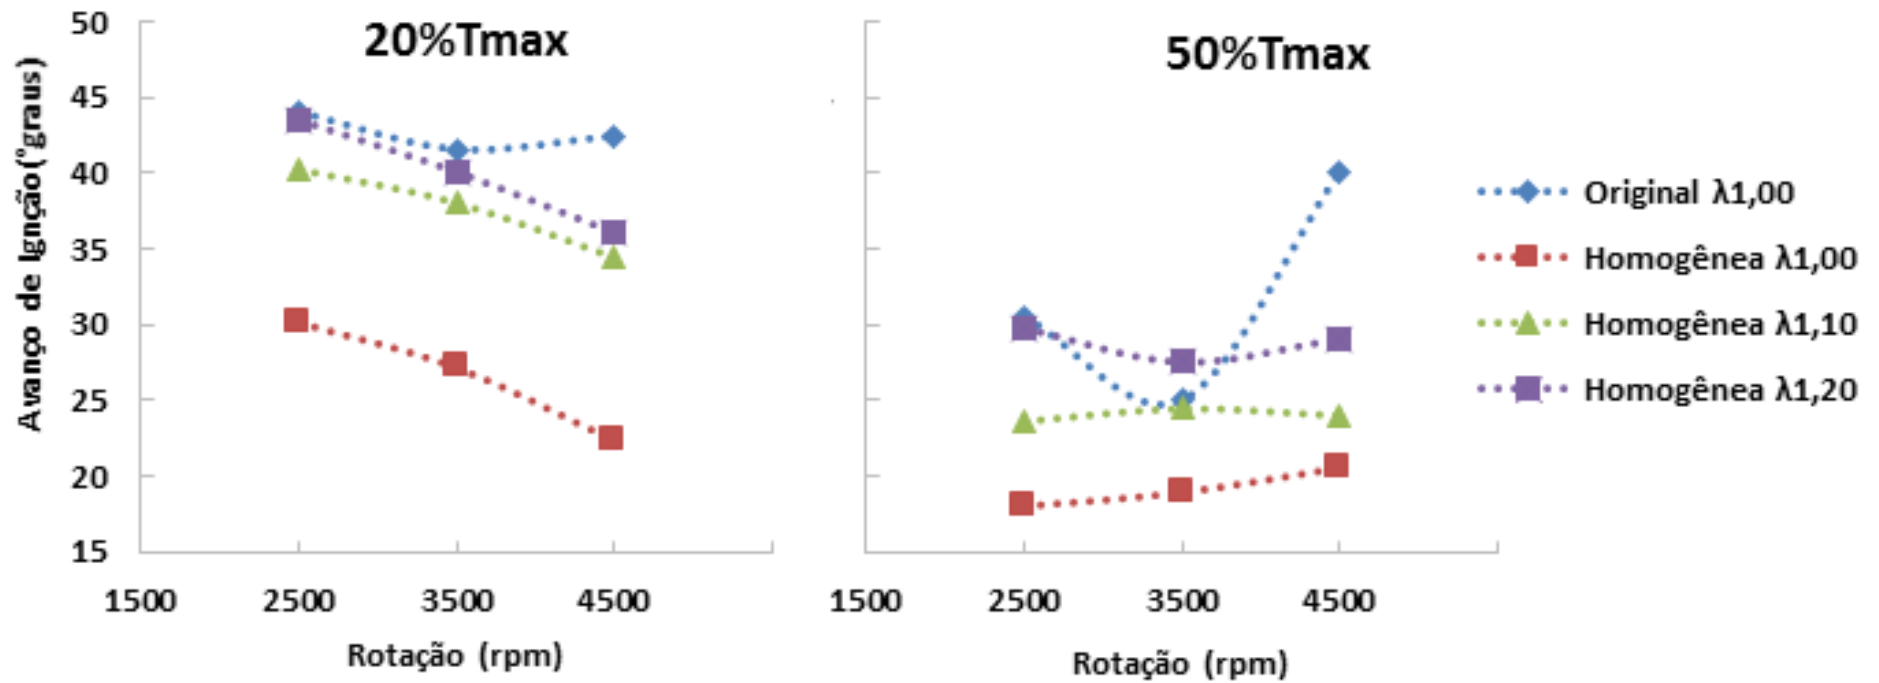 20%Tmax
50%Tmax
Avanço de Ignção(°graus)
50
45
40
35
30
25
20
15
1500 2500 3500 4500
Rotação (rpm)
1500 2500 3500 4500
Rotação (rpm)
Original λ1,00
Homogênea λ1,00
Homogênea λ1,10
Homogênea λ1,20